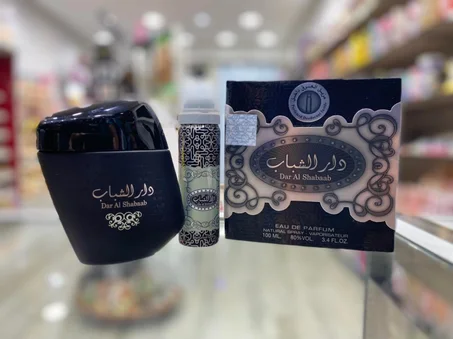 دار الشباب
Dar Al Shabaab
دار الشباب
Dar Al Shabaab
EAU DE PARFUM
NATURAL SPRAY - VAPORISATEUR
100 ML. 80%VOL. 3.4 FL.OZ.